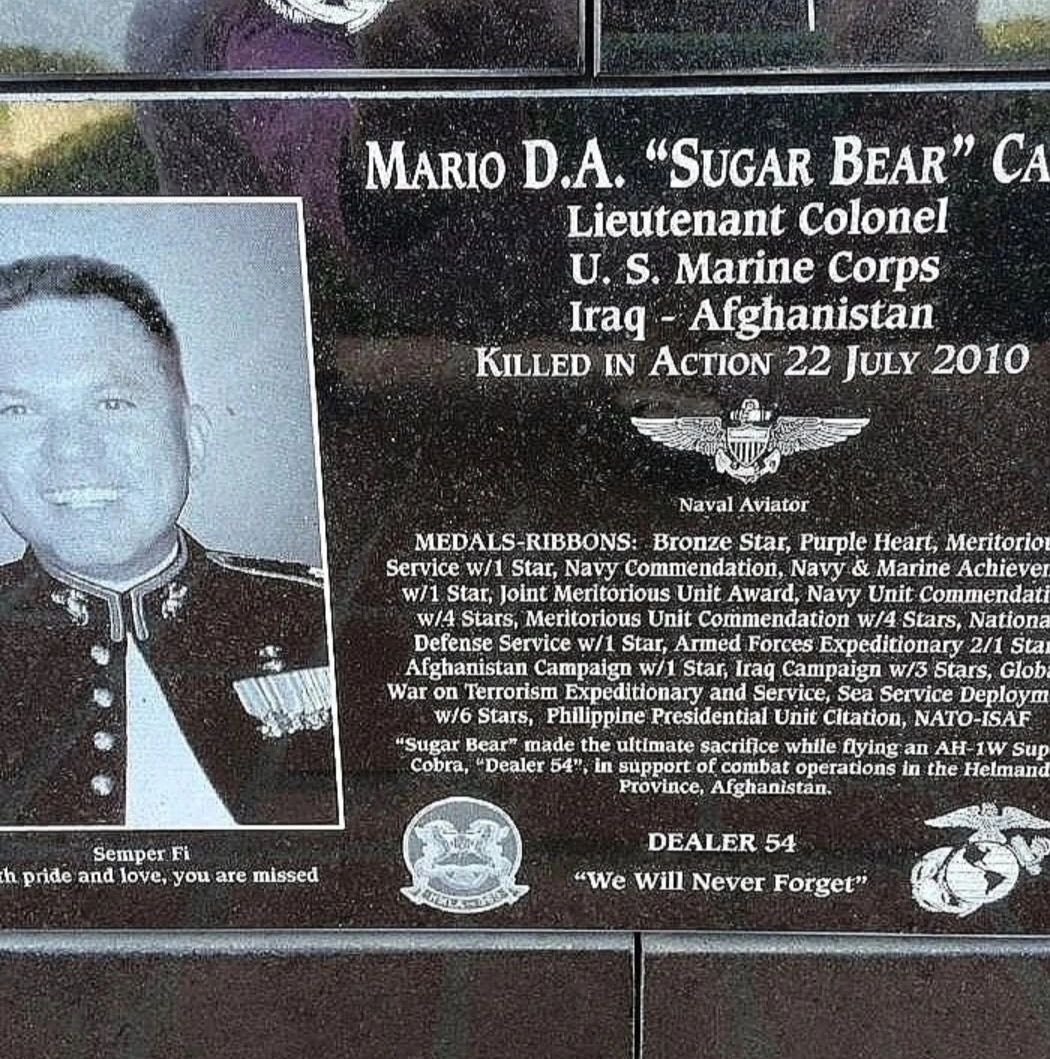 MARIO D.A. “SUGAR BEAR” CA
Lieutenant Colonel
U. S. Marine Corps
Iraq - Afghanistan
KILLED IN ACTION 22 JULY 2010
Naval Aviator
MEDALS-RIBBONS: Bronze Star, Purple Heart, Meritoriou
Service w/1 Star, Navy Commendation, Navy & Marine Achieve
w/1 Star, Joint Meritorious Unit Award, Navy Unit Commendati
w/4 Stars, Meritorious Unit Commendation w/4 Stars, Nationa
Defense Service w/1 Star, Armed Forces Expeditionary 2/1 Star
Afghanistan Campaign w/1 Star, Iraq Campaign w/3 Stars, Globa
War on Terrorism Expeditionary and Service, Sea Service Deploym
w/6 Stars, Philippine Presidential Unit Citation, NATO-ISAF
“Sugar Bear” made the ultimate sacrifice while flying an AH-1W Sup
Cobra, “Dealer 54”, in support of combat operations in the Helmand
Province, Afghanistan.
DEALER 54
“We Will Never Forget”
Semper Fi
th pride and love, you are missed